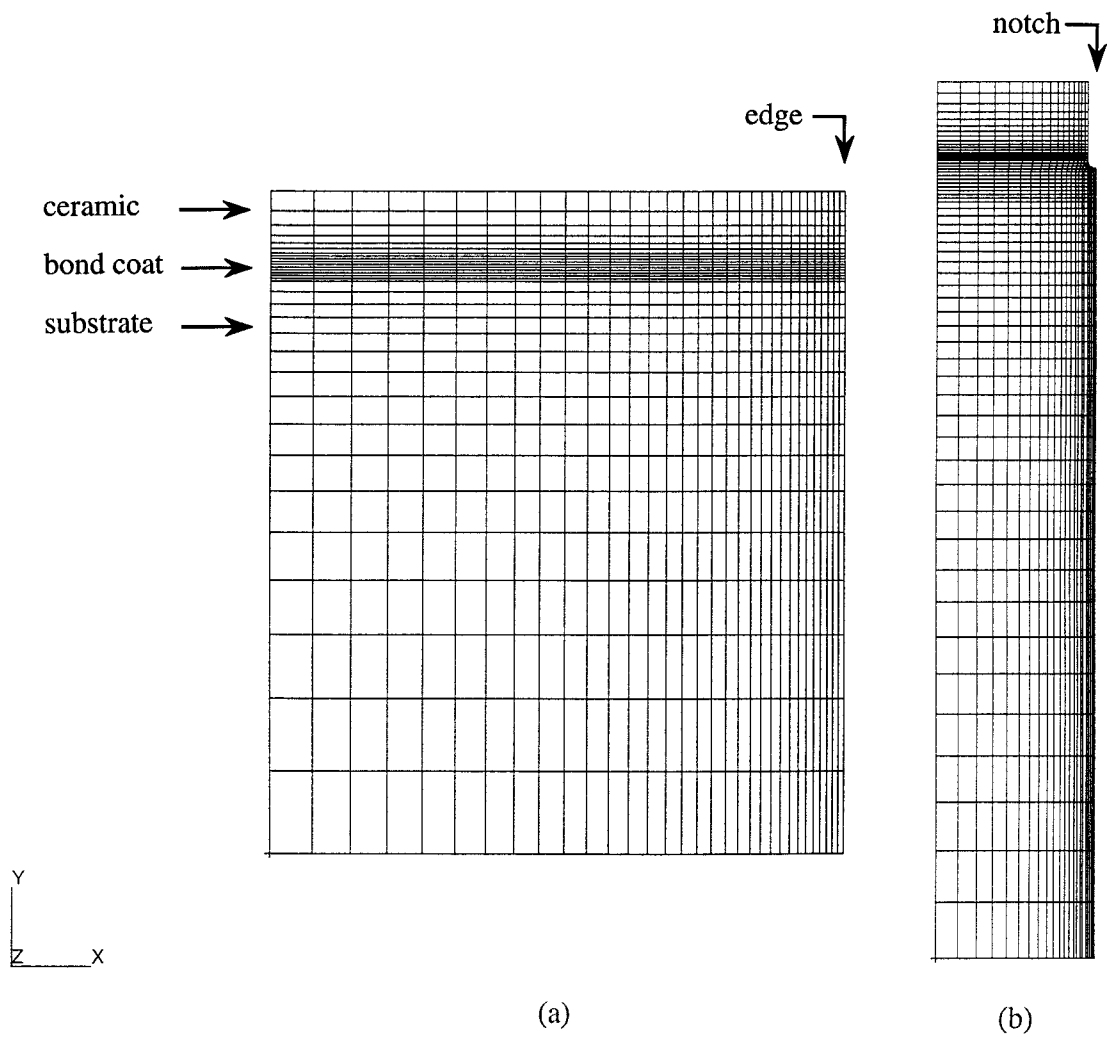 notch
edge
ceramic
bond coat
substrate
Y
Z X
(a)
(b)